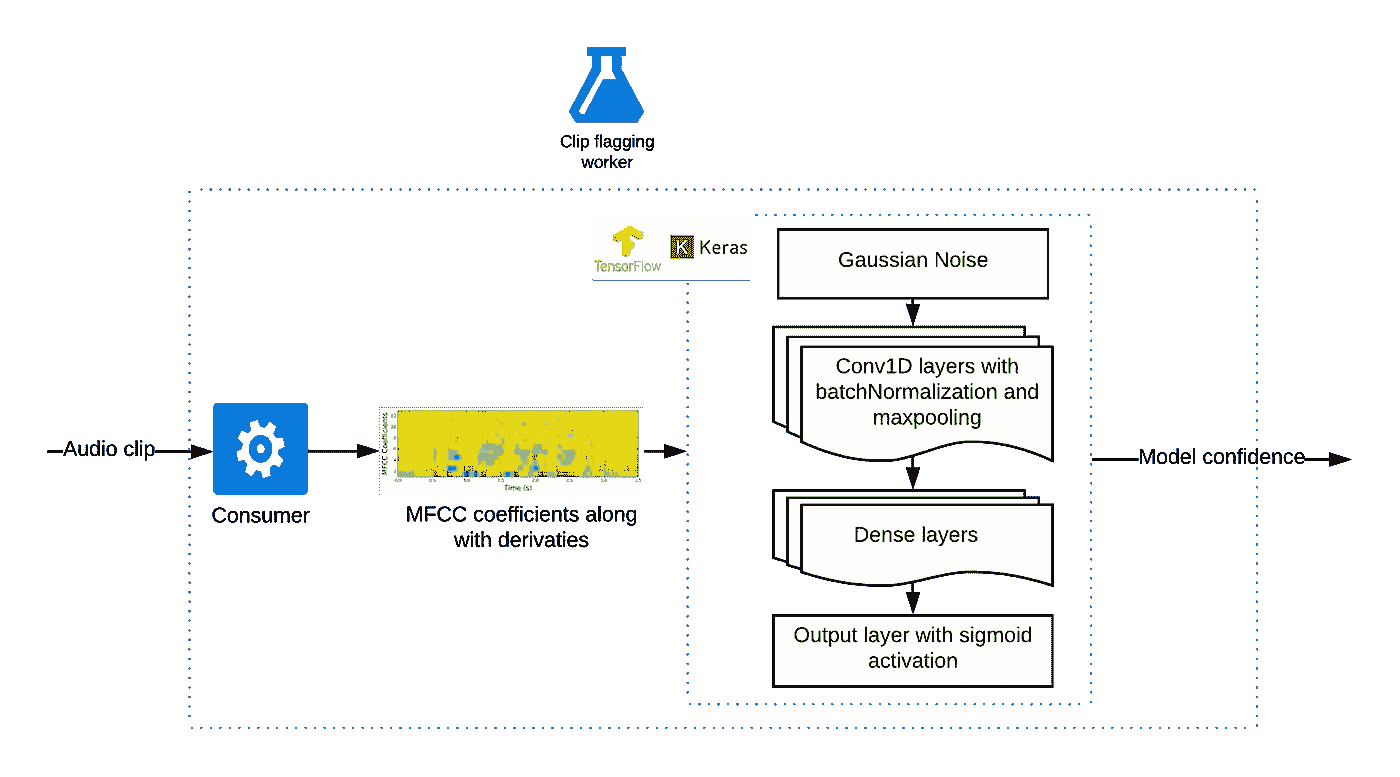 Clip flagging
worker
TensorFlow
K Keras
Gaussian Noise
Conv1D layers with
batchNormalization and
maxpooling
Audio clip
Consumer
MFCC Coefficients
Time (s)
MFCC coefficients along
with derivaties
Dense layers
Output layer with sigmoid
activation
Model confidence